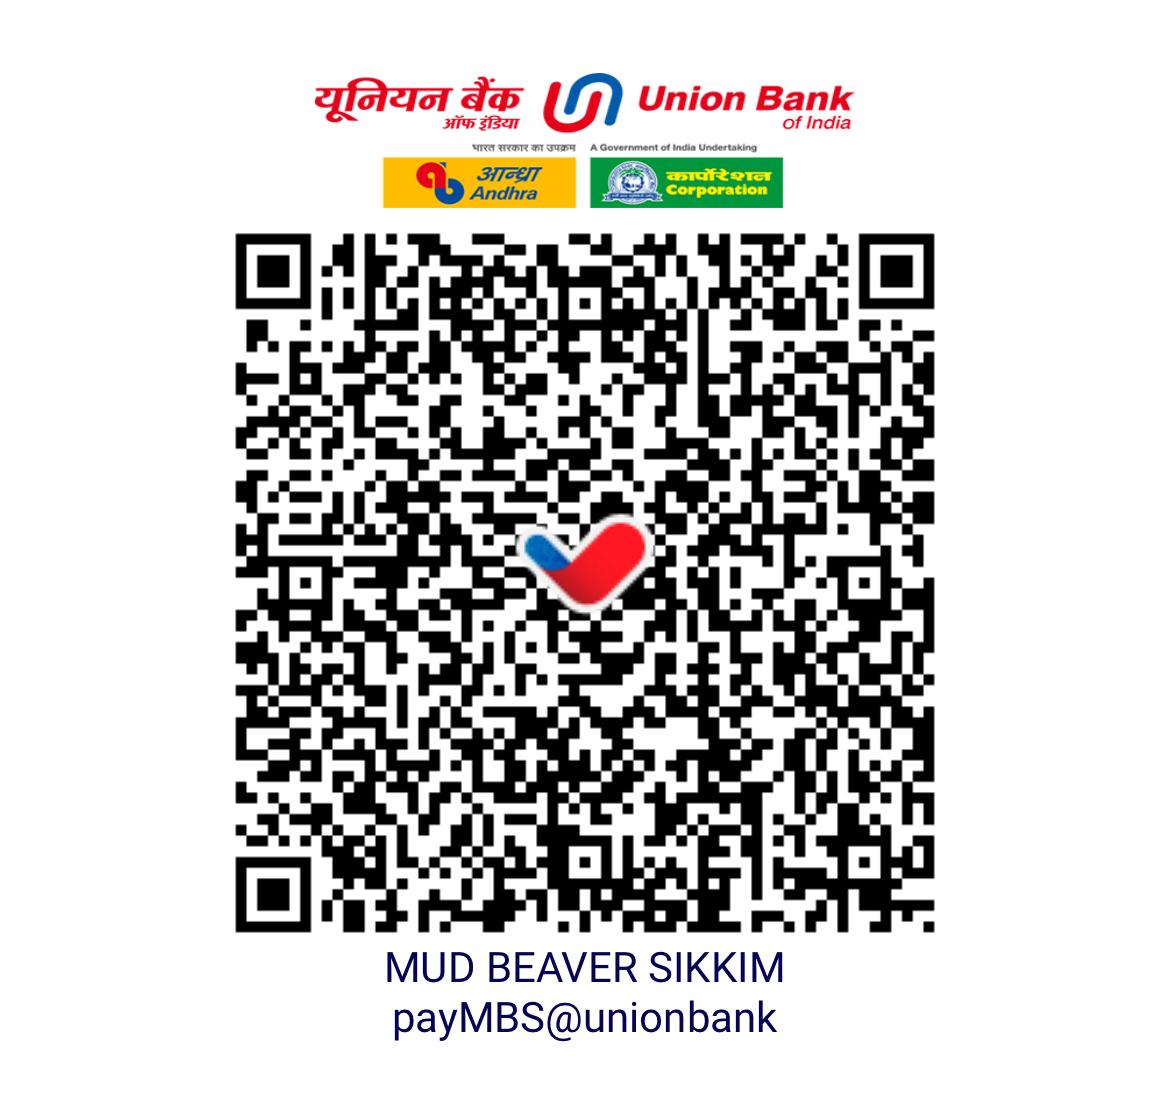 यूनियन बैंक Union Bank
ऑफ इंडिया of India
भारत सरकार का उपक्रम A Government of India Undertaking
आन्ध्रा कार्पोरेशन
Andhra Corporation
MUD BEAVER SIKKIM
payMBS@unionbank